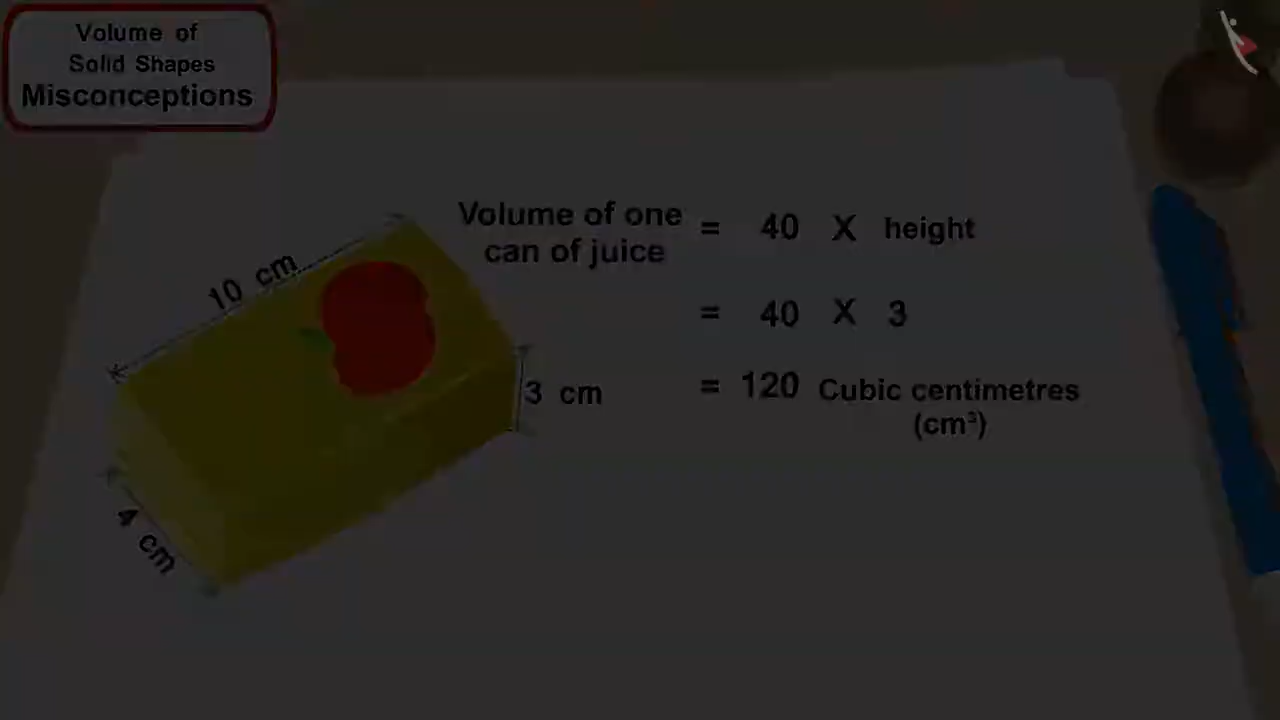 Volume of
Solid Shapes
Misconceptions
10 cm
3 cm
4 cm
Volume of one
can of juice
= 40 X height
= 40 X 3
= 120 Cubic centimetres
(cm³)